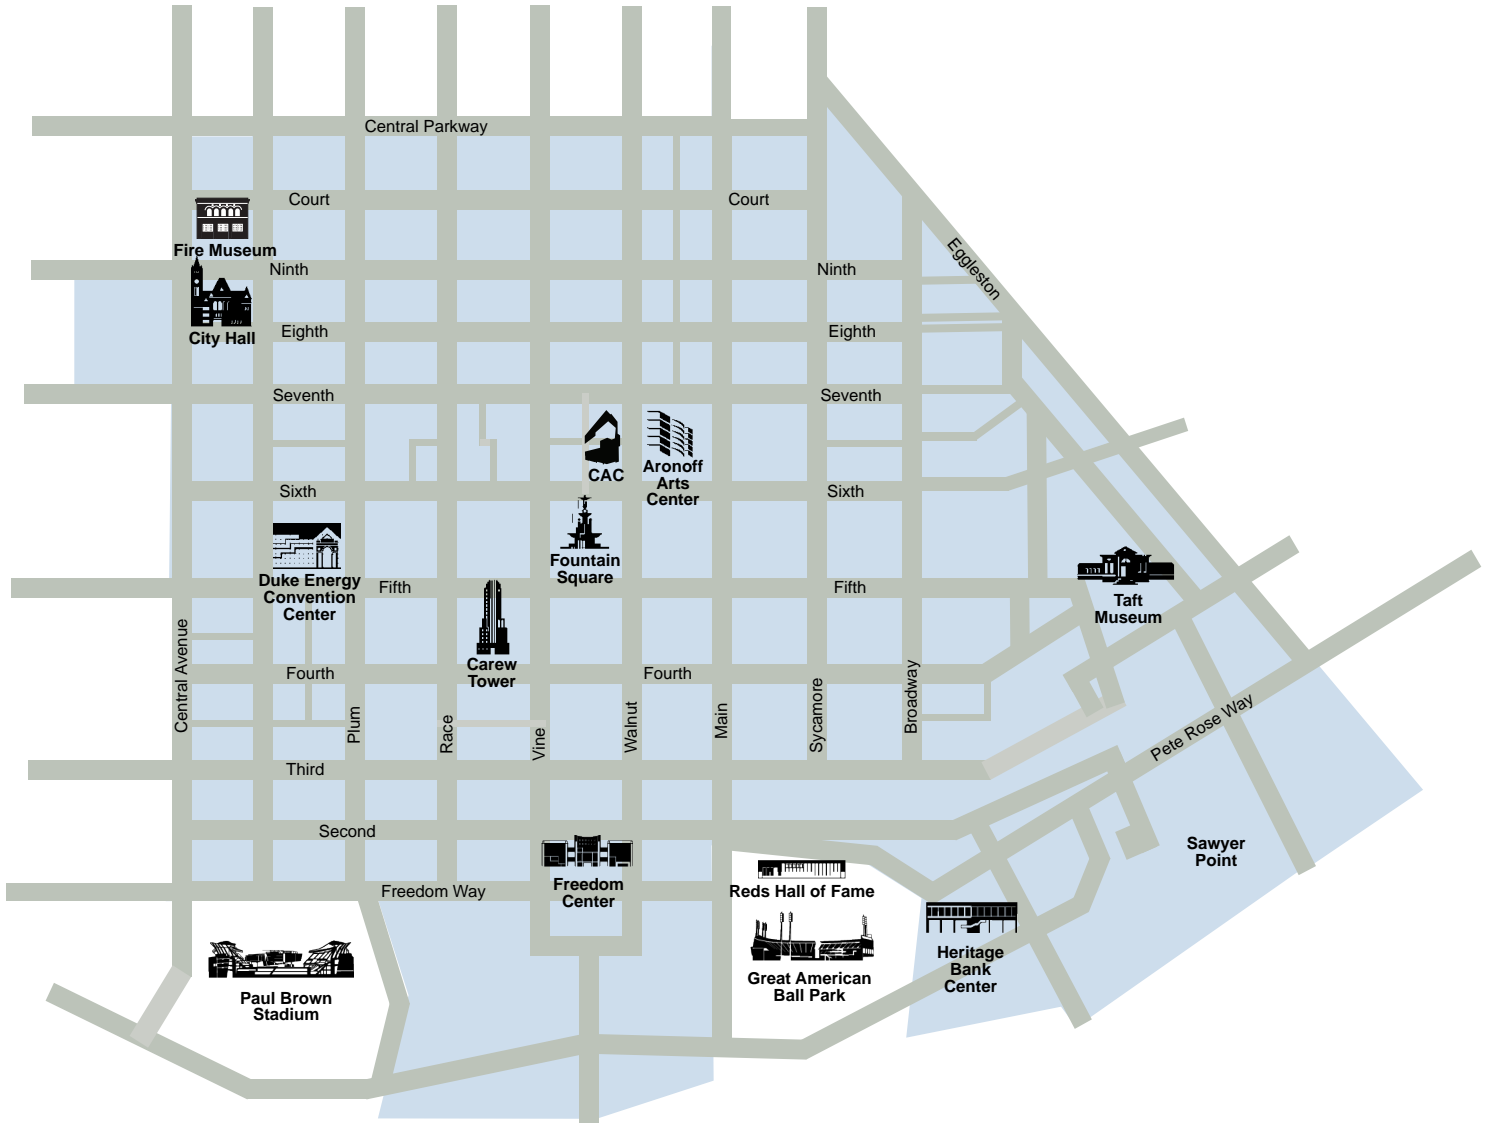 Central Parkway
Court
Court
Fire Museum
Ninth
Ninth
Eggleston
City Hall
Eighth
Eighth
Seventh
Seventh
CAC
Aronoff
Arts
Center
Sixth
Sixth
Fountain
Square
Duke Energy
Convention
Center
Fifth
Fifth
Taft
Museum
Carew
Tower
Fourth
Fourth
Central Avenue
Plum
Race
Vine
Walnut
Main
Sycamore
Broadway
Pete Rose Way
Third
Second
Sawyer
Point
Freedom Way
Freedom
Center
Reds Hall of Fame
Heritage
Bank
Center
Great American
Ball Park
Paul Brown
Stadium